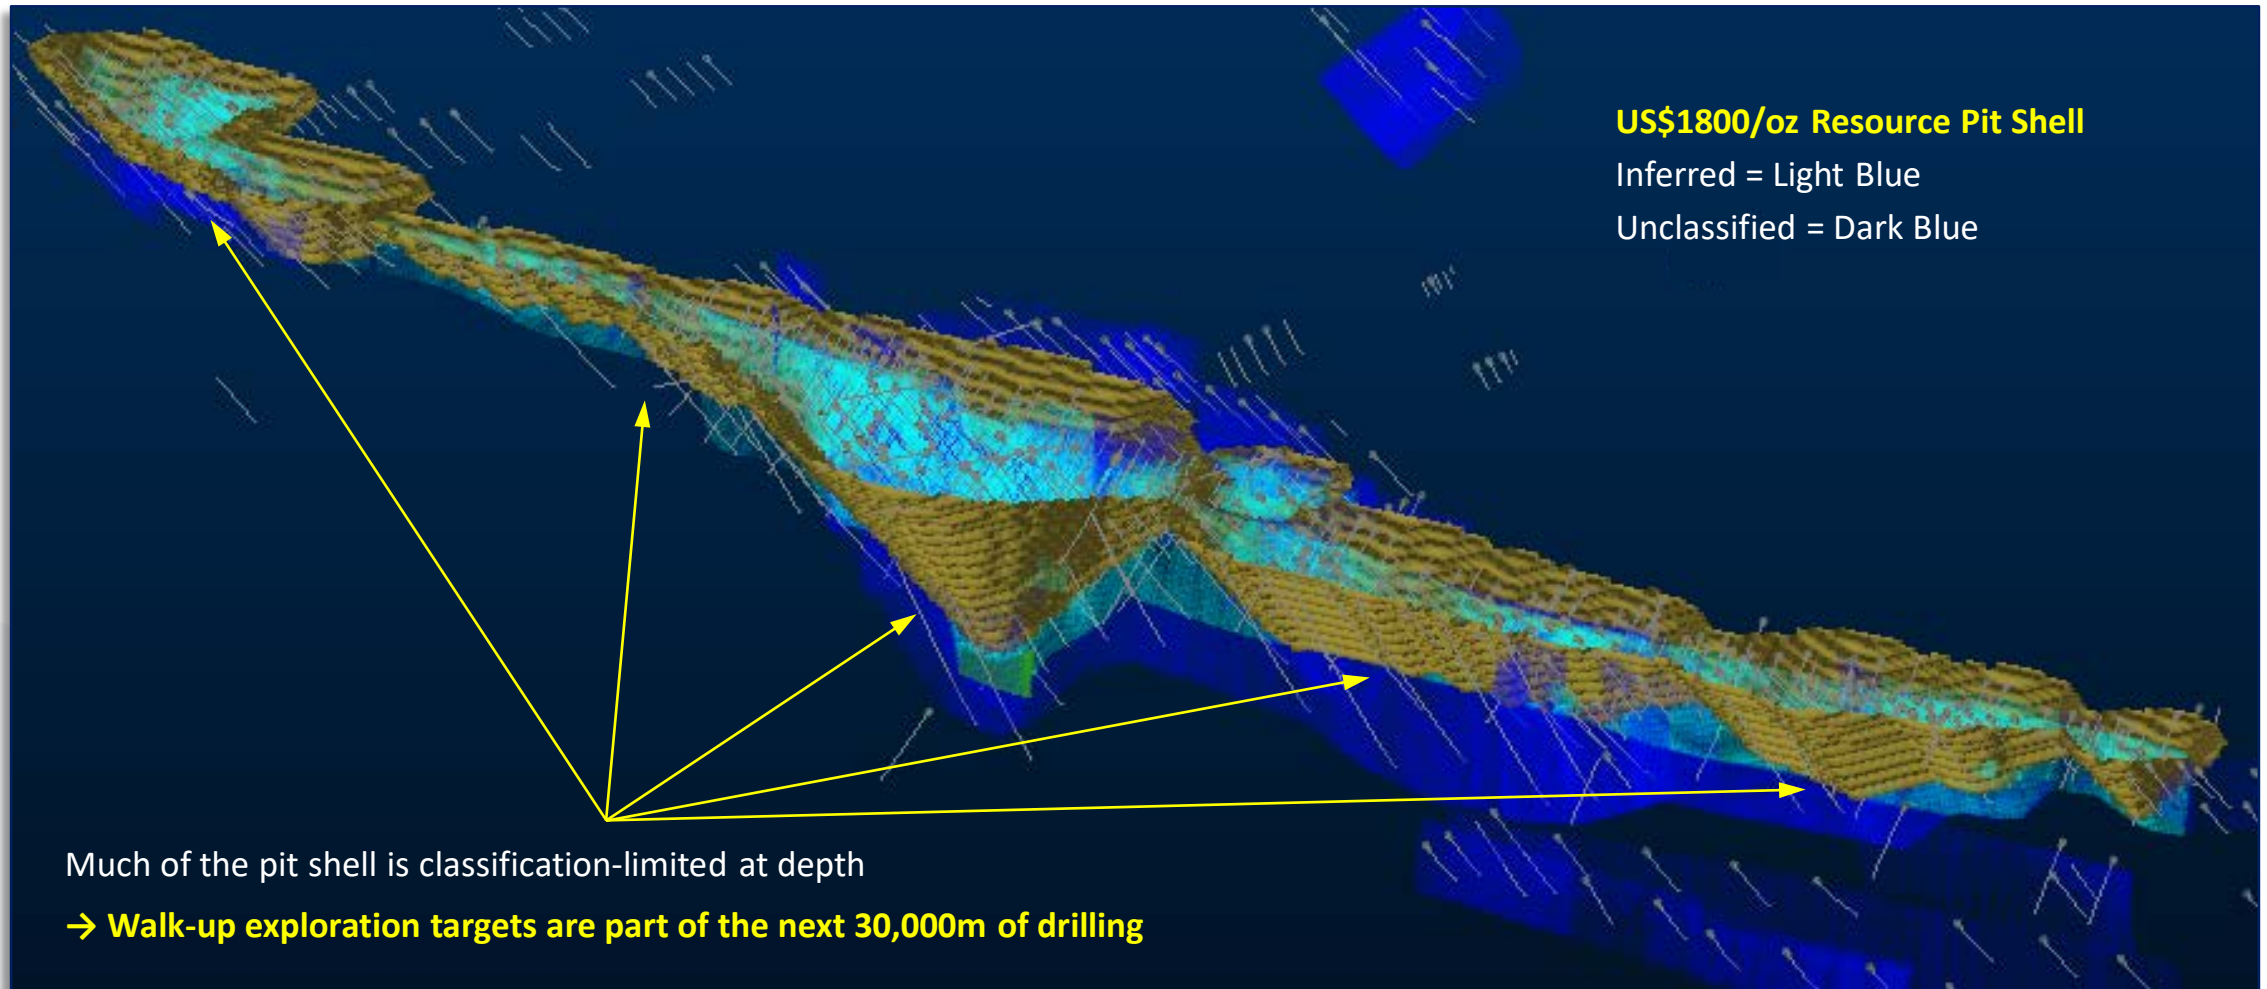 US$1800/oz Resource Pit Shell
Inferred = Light Blue
Unclassified = Dark Blue
Much of the pit shell is classification-limited at depth
→ Walk-up exploration targets are part of the next 30,000m of drilling